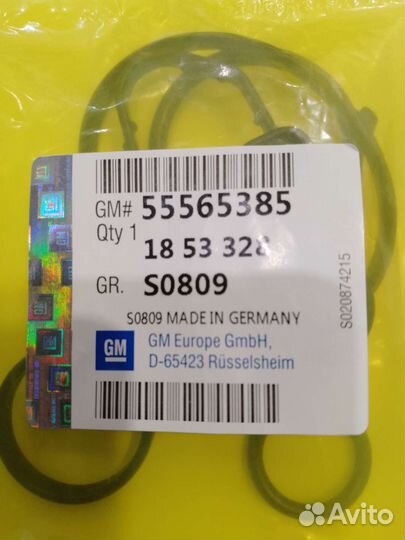 GM# 55565385
Qty 1
18 53 328
GR. S0809
S0809 MADE IN GERMANY
GM
GM Europe GmbH,
D-65423 Rüsselsheim
S020874215
Avito